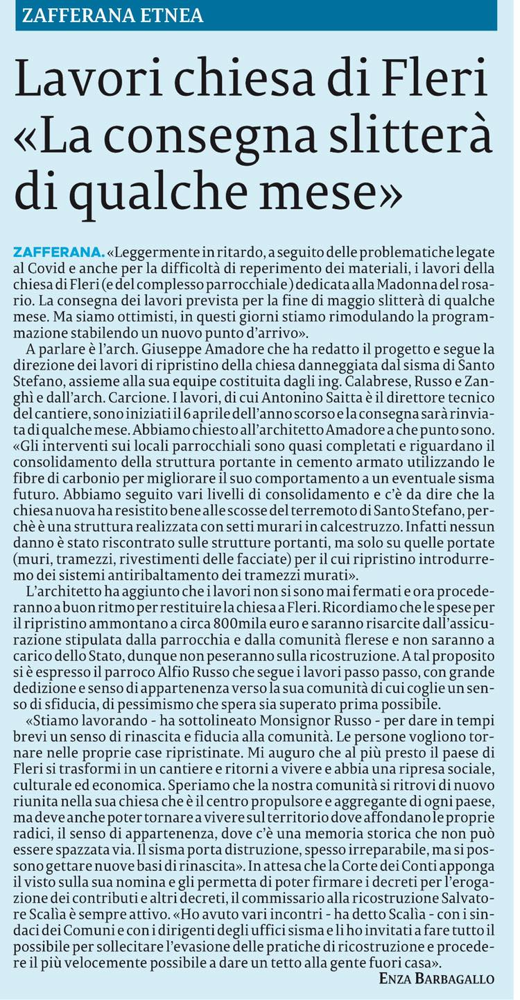 ZAFFERANA ETNEA
Lavori chiesa di Fleri
«La consegna slitterà
di qualche mese»
ZAFFERANA. «Leggermente in ritardo, a seguito delle problematiche legate
al Covid e anche per la difficoltà di reperimento dei materiali, i lavori della
chiesa di Fleri (e del complesso parrocchiale ) dedicata alla Madonna del rosa-
rio. La consegna dei lavori prevista per la fine di maggio slitterà di qualche
mese. Ma siamo ottimisti, in questi giorni stiamo rimodulando la program-
mazione stabilendo un nuovo punto d'arrivo».
A parlare è l'arch. Giuseppe Amadore che ha redatto il progetto e segue la
direzione dei lavori di ripristino della chiesa danneggiata dal sisma di Santo
Stefano, assieme alla sua equipe costituita dagli ing. Calabrese, Russo e Zan-
ghì e dall'arch. Carcione. I lavori, di cui Antonino Saitta è il direttore tecnico
del cantiere, sono iniziati il 6 aprile dell'anno scorso e la consegna sarà rinvia-
ta di qualche mese. Abbiamo chiesto all'architetto Amadore a che punto sono.
«Gli interventi sui locali parrocchiali sono quasi completati e riguardano il
consolidamento della struttura portante in cemento armato utilizzando le
fibre di carbonio per migliorare il suo comportamento a un eventuale sisma
futuro. Abbiamo seguito vari livelli di consolidamento e c'è da dire che la
chiesa nuova ha resistito bene alle scosse del terremoto di Santo Stefano, per-
chè è una struttura realizzata con setti murari in calcestruzzo. Infatti nessun
danno è stato riscontrato sulle strutture portanti, ma solo su quelle portate
(muri, tramezzi, rivestimenti delle facciate) per il cui ripristino introdurre-
mo dei sistemi antiribaltamento dei tramezzi murati».
L'architetto ha aggiunto che i lavori non si sono mai fermati e ora procede-
ranno a buon ritmo per restituire la chiesa a Fleri. Ricordiamo che le spese per
il ripristino ammontano a circa 800mila euro e saranno risarcite dall'assicu-
razione stipulata dalla parrocchia e dalla comunità flerese e non saranno a
carico dello Stato, dunque non peseranno sulla ricostruzione. A tal proposito
si è espresso il parroco Alfio Russo che segue i lavori passo passo, con grande
dedizione e senso di appartenenza verso la sua comunità di cui coglie un sen-
so di sfiducia, di pessimismo che spera sia superato prima possibile.
«Stiamo lavorando - ha sottolineato Monsignor Russo - per dare in tempi
brevi un senso di rinascita e fiducia alla comunità. Le persone vogliono tor-
nare nelle proprie case ripristinate. Mi auguro che al più presto il paese di
Fleri si trasformi in un cantiere e ritorni a vivere e abbia una ripresa sociale,
culturale ed economica. Speriamo che la nostra comunità si ritrovi di nuovo
riunita nella sua chiesa che è il centro propulsore e aggregante di ogni paese,
ma deve anche poter tornare a vivere sul territorio dove affondano le proprie
radici, il senso di appartenenza, dove c'è una memoria storica che non può
essere spazzata via. Il sisma porta distruzione, spesso irreparabile, ma si pos-
sono gettare nuove basi di rinascita». In attesa che la Corte dei Conti apponga
il visto sulla sua nomina e gli permetta di poter firmare i decreti per l'eroga-
zione dei contributi e altri decreti, il commissario alla ricostruzione Salvato-
re Scalìa è sempre attivo. «Ho avuto vari incontri - ha detto Scalìa - con i sin-
daci dei Comuni e con i dirigenti degli uffici sisma e li ho invitati a fare tutto il
possibile per sollecitare l'evasione delle pratiche di ricostruzione e procede-
re il più velocemente possibile a dare un tetto alla gente fuori casa».
ENZA BARBAGALLO